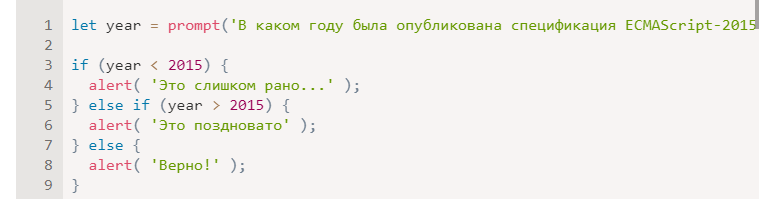 1 let year = prompt('В каком году была опубликована спецификация ECMAScript-2015
2
3 if (year < 2015) {
4 alert( 'Это слишком рано...' );
5 } else if (year > 2015) {
6 alert( 'Это поздновато' );
7 } else {
8 alert( 'Верно!' );
9 }